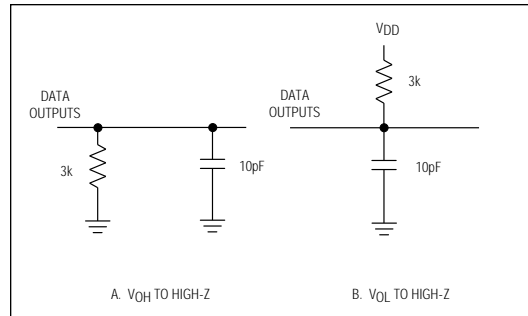 DATA
OUTPUTS
3k
10pF
A. VOH TO HIGH-Z
VDD
3k
DATA
OUTPUTS
10pF
B. VOL TO HIGH-Z